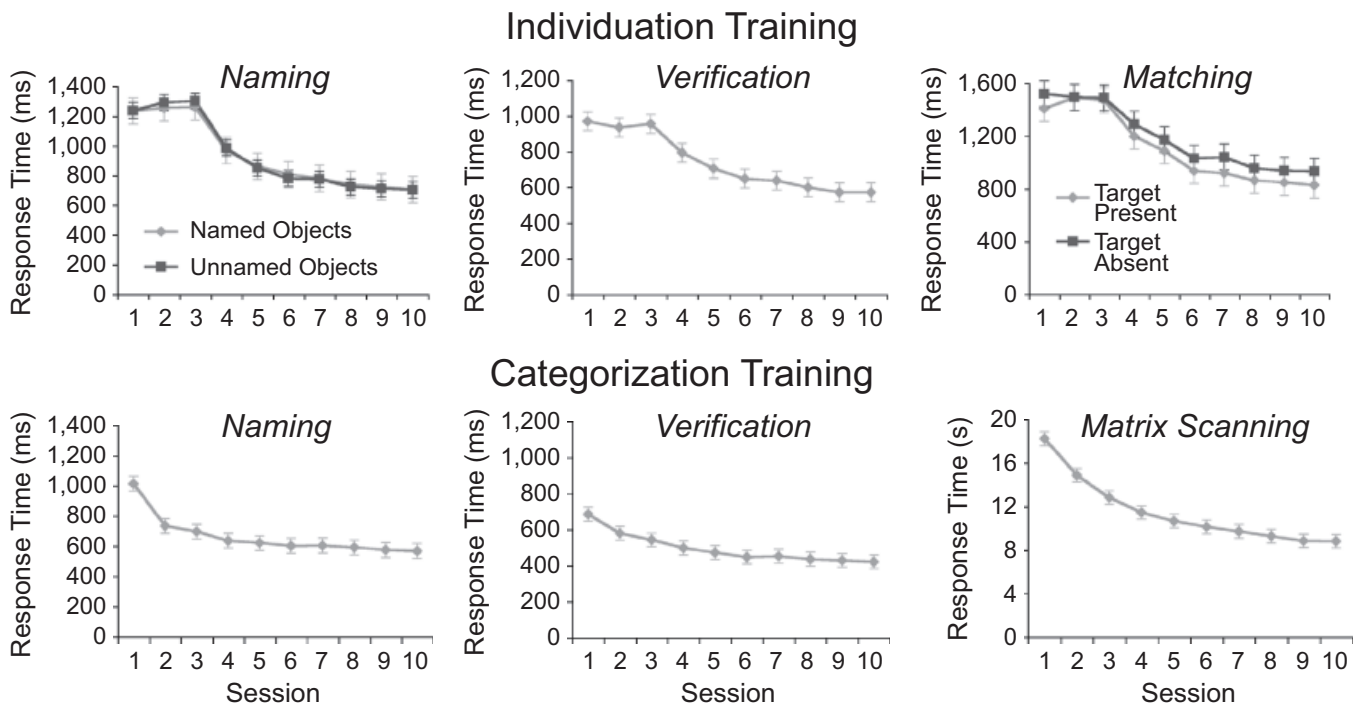 Individuation Training
Naming
Response Time (ms)
1,400
1,200
1,000
800
600
400
200
0
Named Objects
Unnamed Objects
1 2 3 4 5 6 7 8 9 10
Verification
Response Time (ms)
1,200
1,000
800
600
400
200
0
1 2 3 4 5 6 7 8 9 10
Matching
Response Time (ms)
1,600
1,200
800
400
0
Target
Present
Target
Absent
1 2 3 4 5 6 7 8 9 10
Categorization Training
Naming
Response Time (ms)
1,400
1,200
1,000
800
600
400
200
0
1 2 3 4 5 6 7 8 9 10
Session
Verification
Response Time (ms)
1,200
1,000
800
600
400
200
0
1 2 3 4 5 6 7 8 9 10
Session
Matrix Scanning
Response Time (s)
20
16
12
8
4
0
1 2 3 4 5 6 7 8 9 10
Session